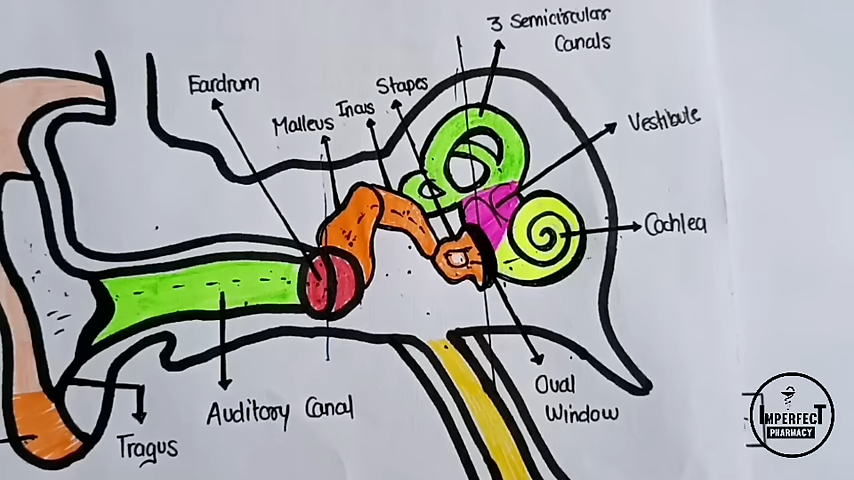 3 Semicircular
Canals
Eardrum
Malleus
Incus
Stapes
Vestibule
Cochlea
Oval
Window
Auditory Canal
Tragus
IMPERFECT
PHARMACY